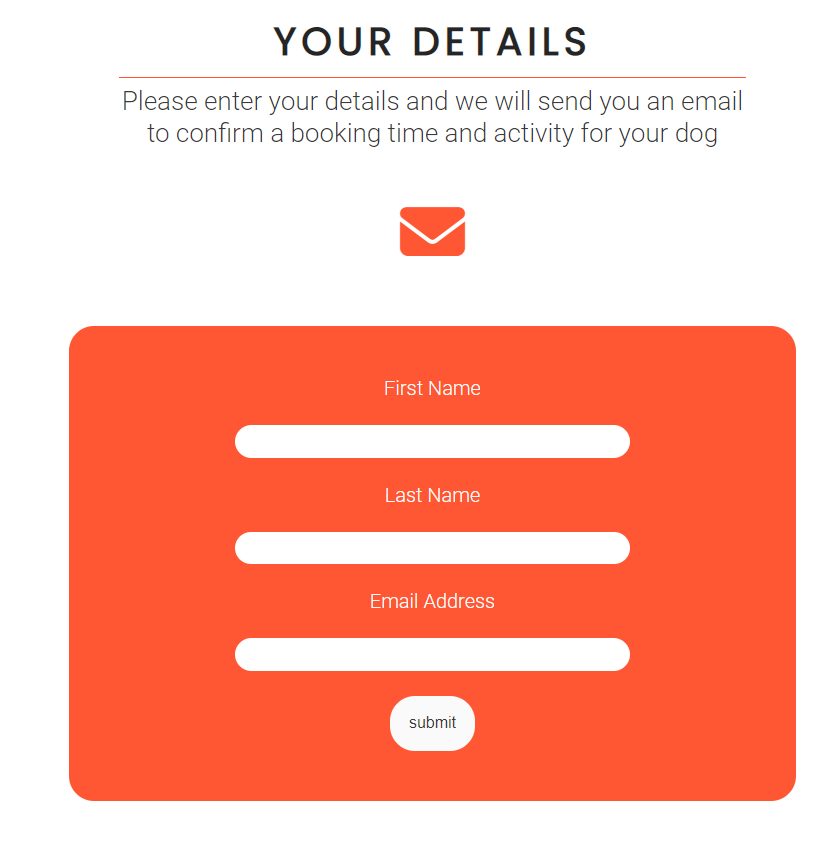 YOUR DETAILS
Please enter your details and we will send you an email
to confirm a booking time and activity for your dog
First Name
Last Name
Email Address
submit